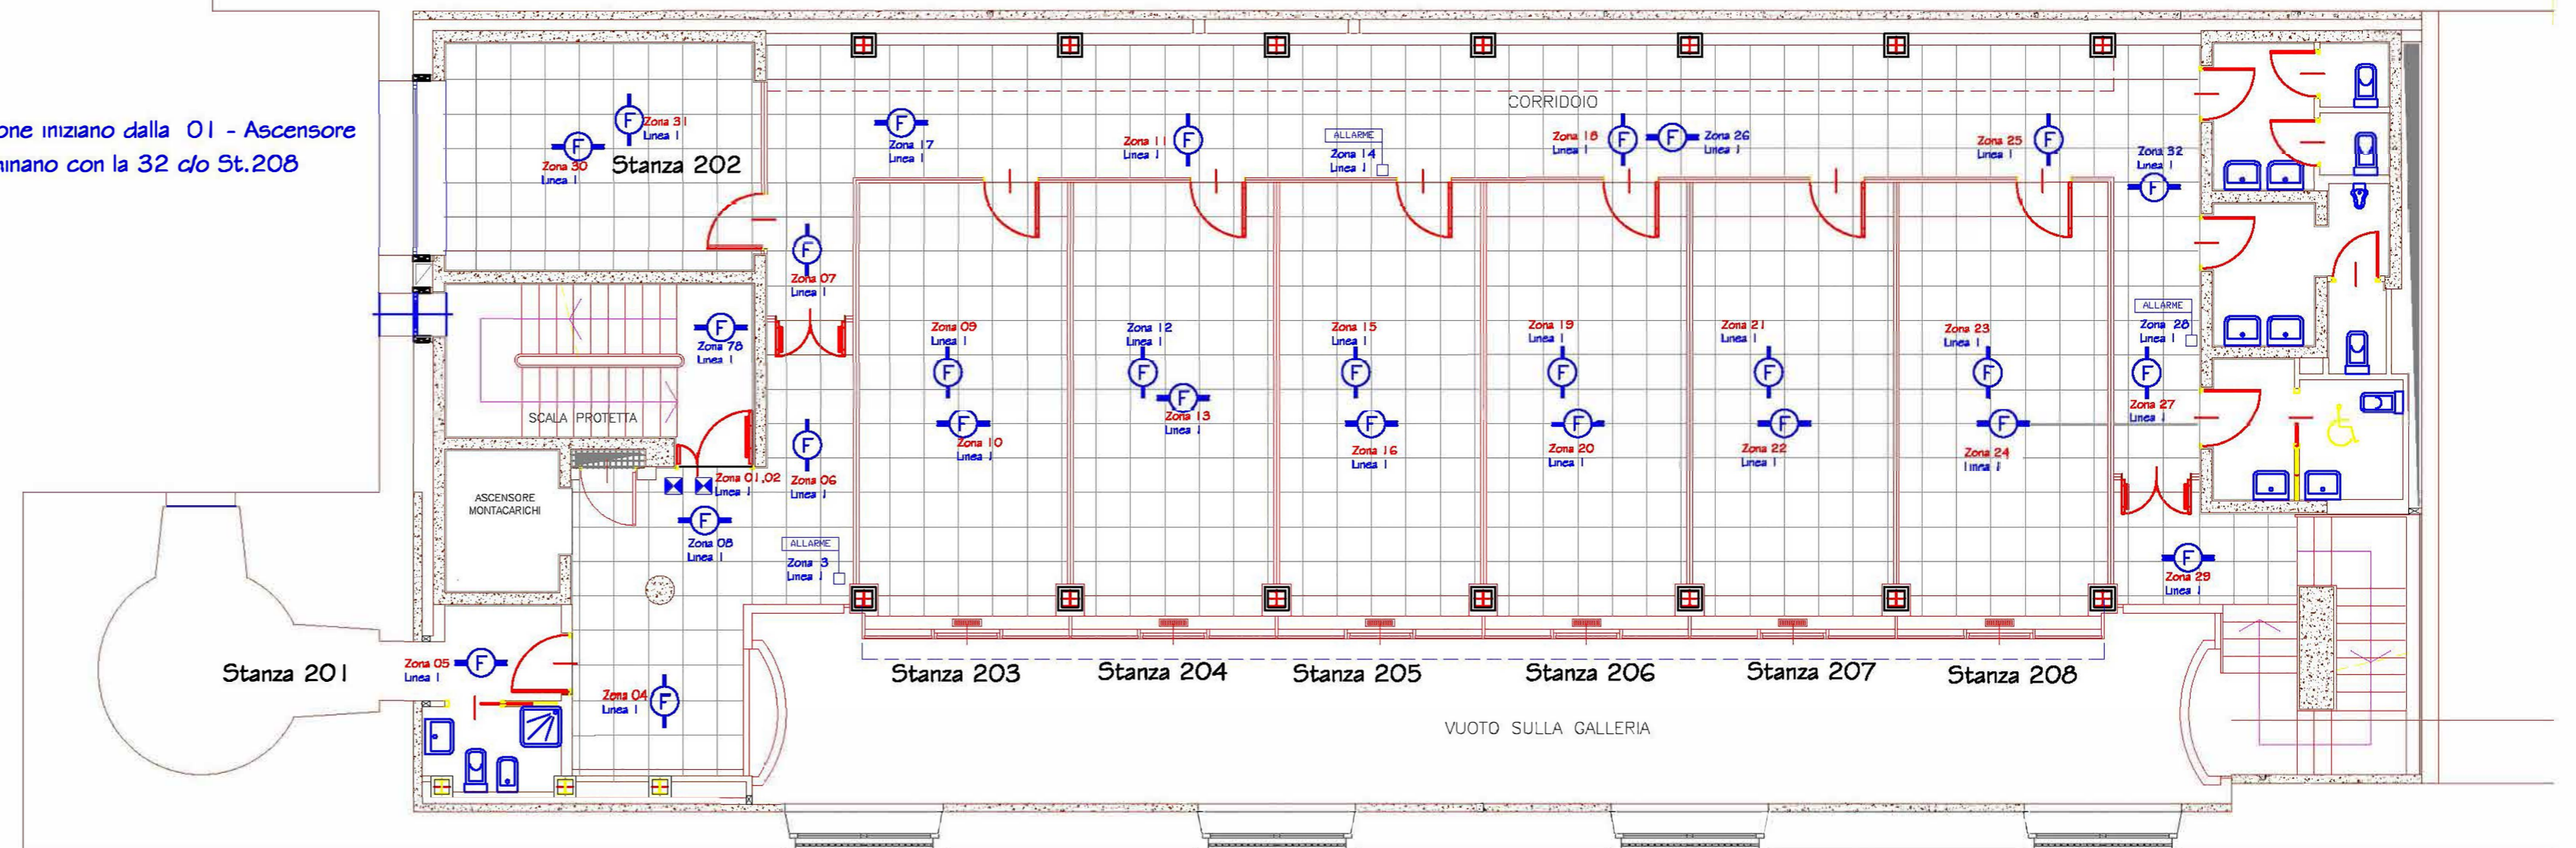 one iniziano dalla 01 - Ascensore
inano con la 32 c/o St.208
CORRIDOIO
Zona 31
Linea 1
Zona 30
Linea 1
Stanza 202
Zona 17
Linea 1
Zona 11
Linea 1
ALLARME
Zona 14
Linea 1
Zona 18
Linea 1
Zona 26
Linea 1
Zona 25
Linea 1
Zona 32
Linea 1
F
F
F
F
F
F
F
F
F
Zona 07
Linea 1
Zona 78
Linea 1
Zona 09
Linea 1
Zona 12
Linea 1
Zona 15
Linea 1
Zona 19
Linea 1
Zona 21
Linea 1
Zona 23
Linea 1
ALLARME
Zona 28
Linea 1
F
F
F
F
F
F
F
F
F
Zona 13
Linea 1
Zona 27
Linea 1
SCALA PROTETTA
F
F
F
F
F
F
F
Zona 10
Linea 1
Zona 16
Linea 1
Zona 20
Linea 1
Zona 22
Linea 1
Zona 24
Linea 1
Zona 01,02
Linea 1
Zona 06
Linea 1
ASCENSORE
MONTACARICHI
F
Zona 08
Linea 1
ALLARME
Zona 3
Linea 1
F
Zona 29
Linea 1
Stanza 201
Zona 05
Linea 1
F
Zona 04
Linea 1
F
Stanza 203
Stanza 204
Stanza 205
Stanza 206
Stanza 207
Stanza 208
VUOTO SULLA GALLERIA